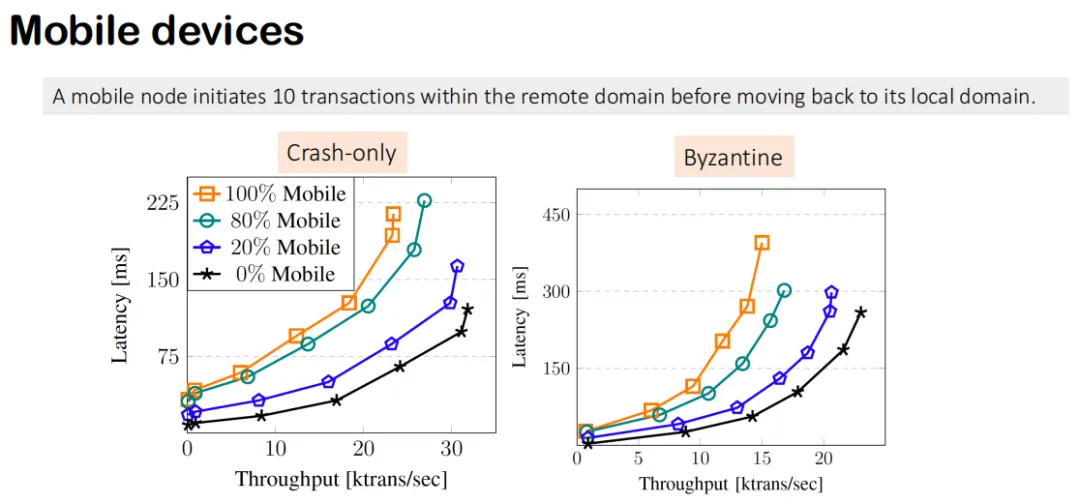 Mobile devices
A mobile node initiates 10 transactions within the remote domain before moving back to its local domain.
Crash-only
Byzantine
100% Mobile
80% Mobile
20% Mobile
0% Mobile
225
150
75
0 10 20 30
Latency [ms]
Throughput [ktrans/sec]
450
300
150
0 5 10 15 20
Latency [ms]
Throughput [ktrans/sec]